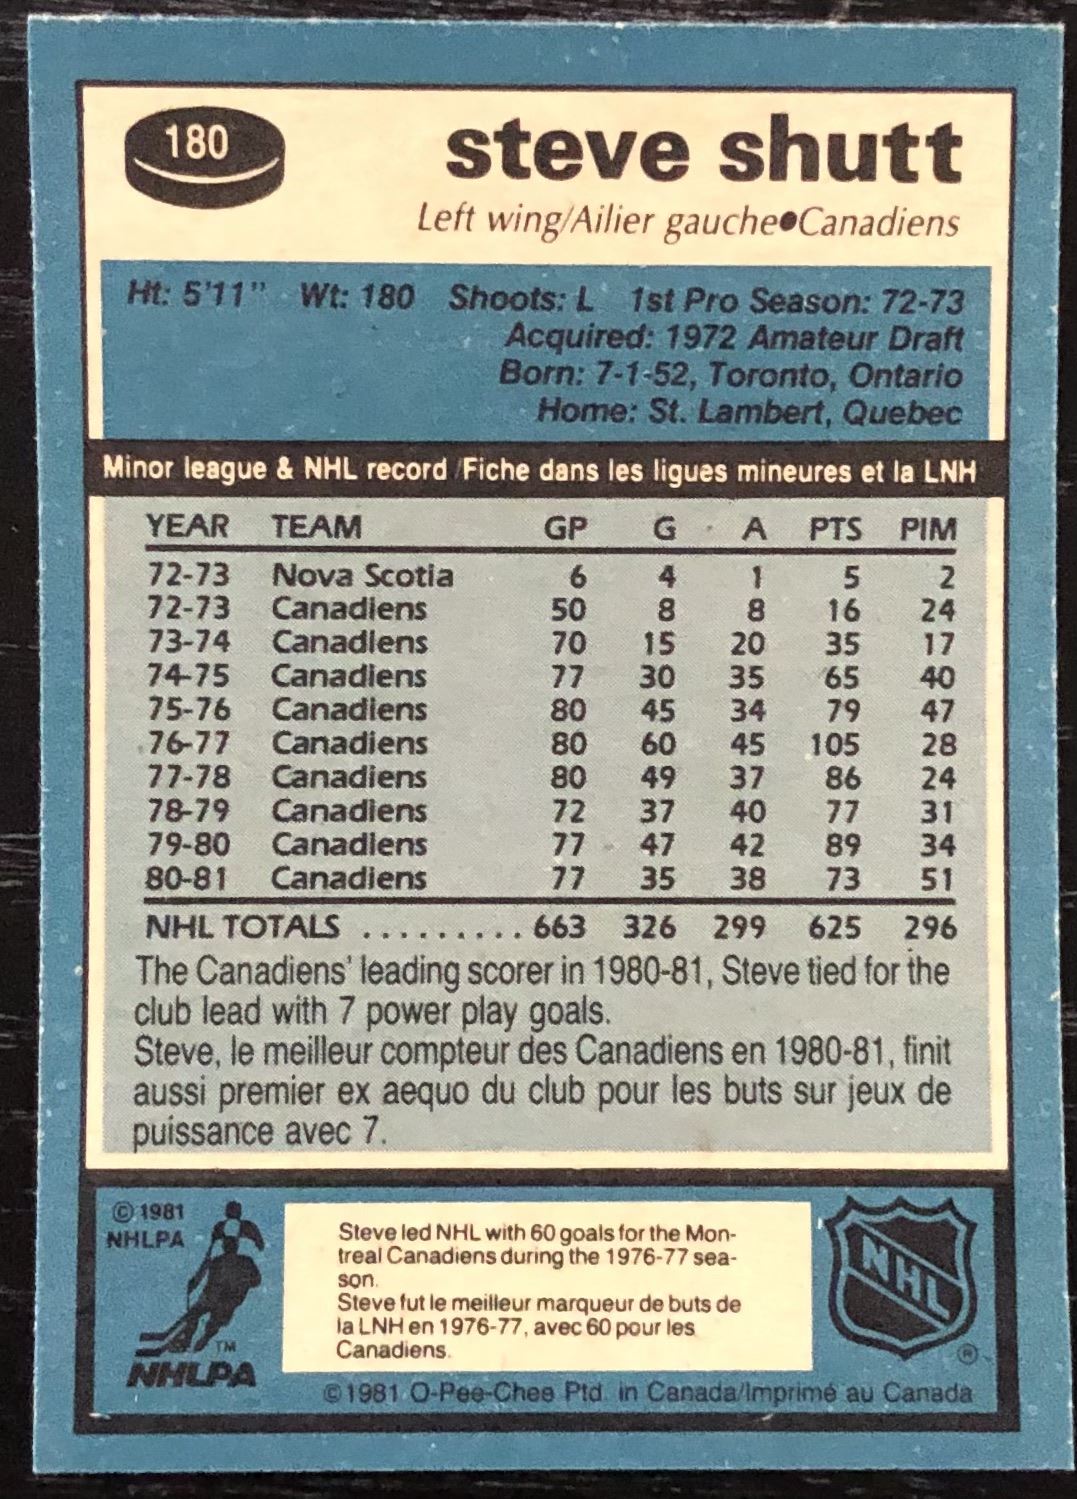 180
steve shutt
Left wing/Ailier gauche●Canadiens
Ht: 5'11" Wt: 180 Shoots: L 1st Pro Season: 72-73
Acquired: 1972 Amateur Draft
Born: 7-1-52, Toronto, Ontario
Home: St. Lambert, Quebec
Minor league & NHL record/Fiche dans les ligues mineures et la LNH
YEAR TEAM GP G A PTS PIM
72-73 Nova Scotia 6 4 1 5 2
72-73 Canadiens 50 8 8 16 24
73-74 Canadiens 70 15 20 35 17
74-75 Canadiens 77 30 35 65 40
75-76 Canadiens 80 45 34 79 47
76-77 Canadiens 80 60 45 105 28
77-78 Canadiens 80 49 37 86 24
78-79 Canadiens 72 37 40 77 31
79-80 Canadiens 77 47 42 89 34
80-81 Canadiens 77 35 38 73 51
NHL TOTALS .......... 663 326 299 625 296
The Canadiens' leading scorer in 1980-81, Steve tied for the
club lead with 7 power play goals.
Steve, le meilleur compteur des Canadiens en 1980-81, finit
aussi premier ex aequo du club pour les buts sur jeux de
puissance avec 7.
© 1981
NHLPA
TM
NHLPA
Steve led NHL with 60 goals for the Mon-
treal Canadiens during the 1976-77 sea-
son.
Steve fut le meilleur marqueur de buts de
la LNH en 1976-77, avec 60 pour les
Canadiens.
NHL
®
©1981 O-Pee-Chee Ptd. in Canada/Imprimé au Canada